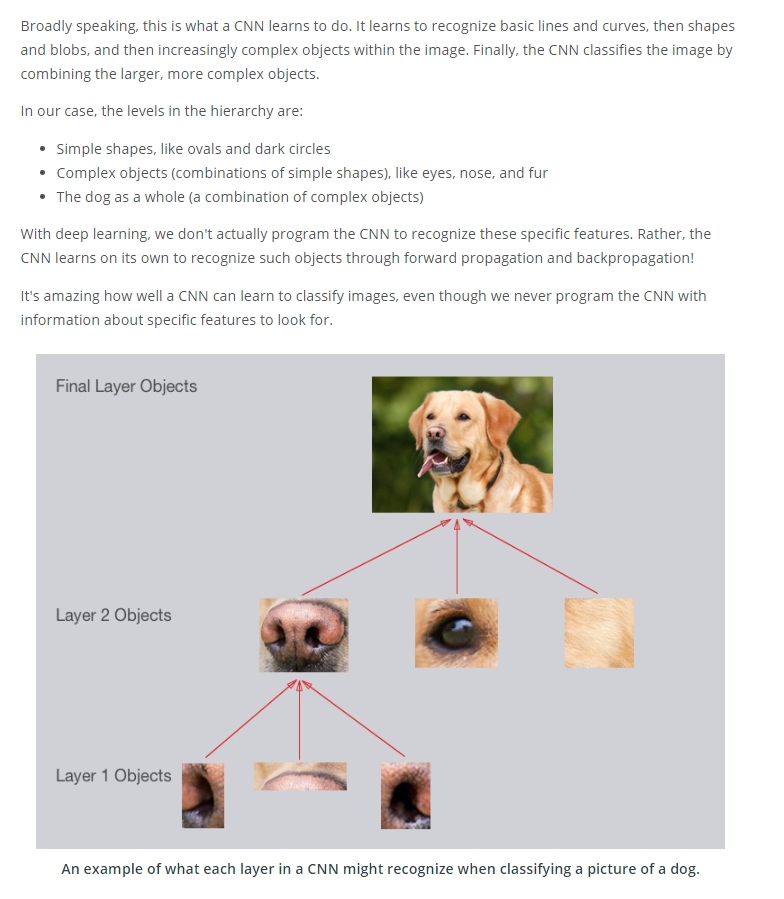 Broadly speaking, this is what a CNN learns to do. It learns to recognize basic lines and curves, then shapes
and blobs, and then increasingly complex objects within the image. Finally, the CNN classifies the image by
combining the larger, more complex objects.
In our case, the levels in the hierarchy are:
• Simple shapes, like ovals and dark circles
• Complex objects (combinations of simple shapes), like eyes, nose, and fur
• The dog as a whole (a combination of complex objects)
With deep learning, we don't actually program the CNN to recognize these specific features. Rather, the
CNN learns on its own to recognize such objects through forward propagation and backpropagation!
It's amazing how well a CNN can learn to classify images, even though we never program the CNN with
information about specific features to look for.
Final Layer Objects
Layer 2 Objects
Layer 1 Objects
An example of what each layer in a CNN might recognize when classifying a picture of a dog.